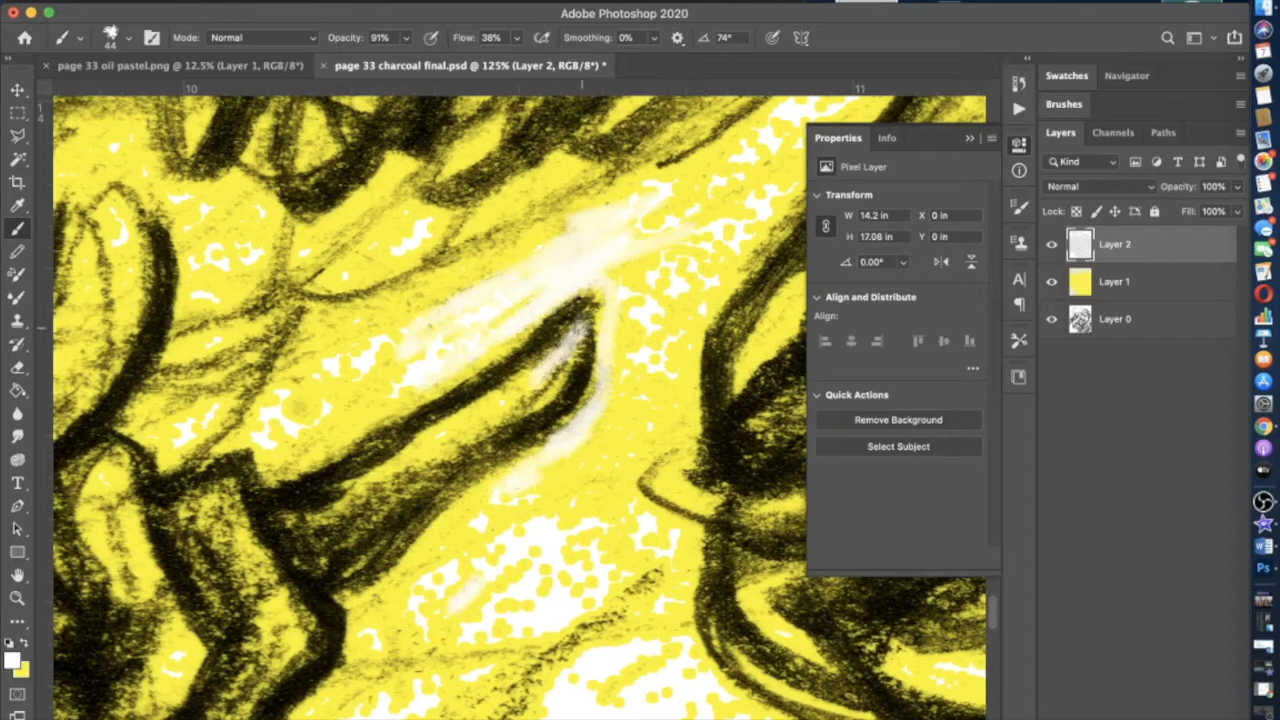 Adobe Photoshop 2020
44 Mode: Normal Opacity: 91% Flow: 38% Smoothing: 0% 74°
page 33 oil pastel.png @ 12.5% (Layer 1, RGB/8*) page 33 charcoal final.psd @ 125% (Layer 2, RGB/8*) *
10 11
1
4
Properties Info
Pixel Layer
Transform
W 14.2 in X 0 in
H 17.08 in Y 0 in
0.00°
Align and Distribute
Align:
Quick Actions
Remove Background
Select Subject
Swatches Navigator
Brushes
Layers Channels Paths
Kind
Normal Opacity: 100%
Lock: Fill: 100%
Layer 2
Layer 1
Layer 0